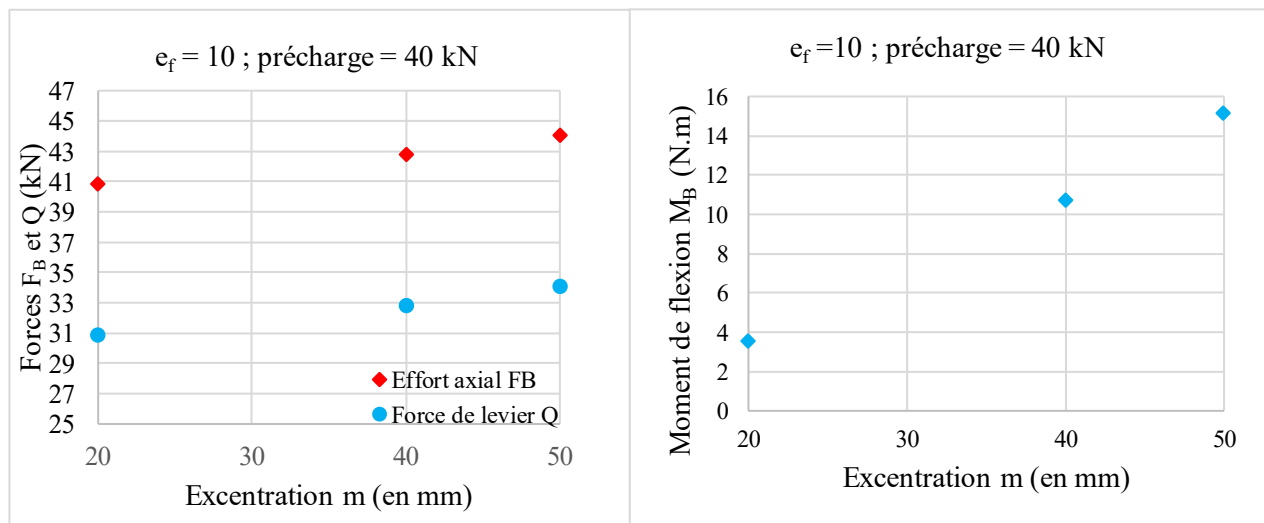 e_f = 10 ; précharge = 40 kN
Forces F_B et Q (kN)
47
45
43
41
39
37
35
33
31
29
27
25
Effort axial FB
Force de levier Q
20 30 40 50
Excentration m (en mm)
e_f =10 ; précharge = 40 kN
Moment de flexion M_B (N.m)
16
14
12
10
8
6
4
2
0
20 30 40 50
Excentration m (en mm)